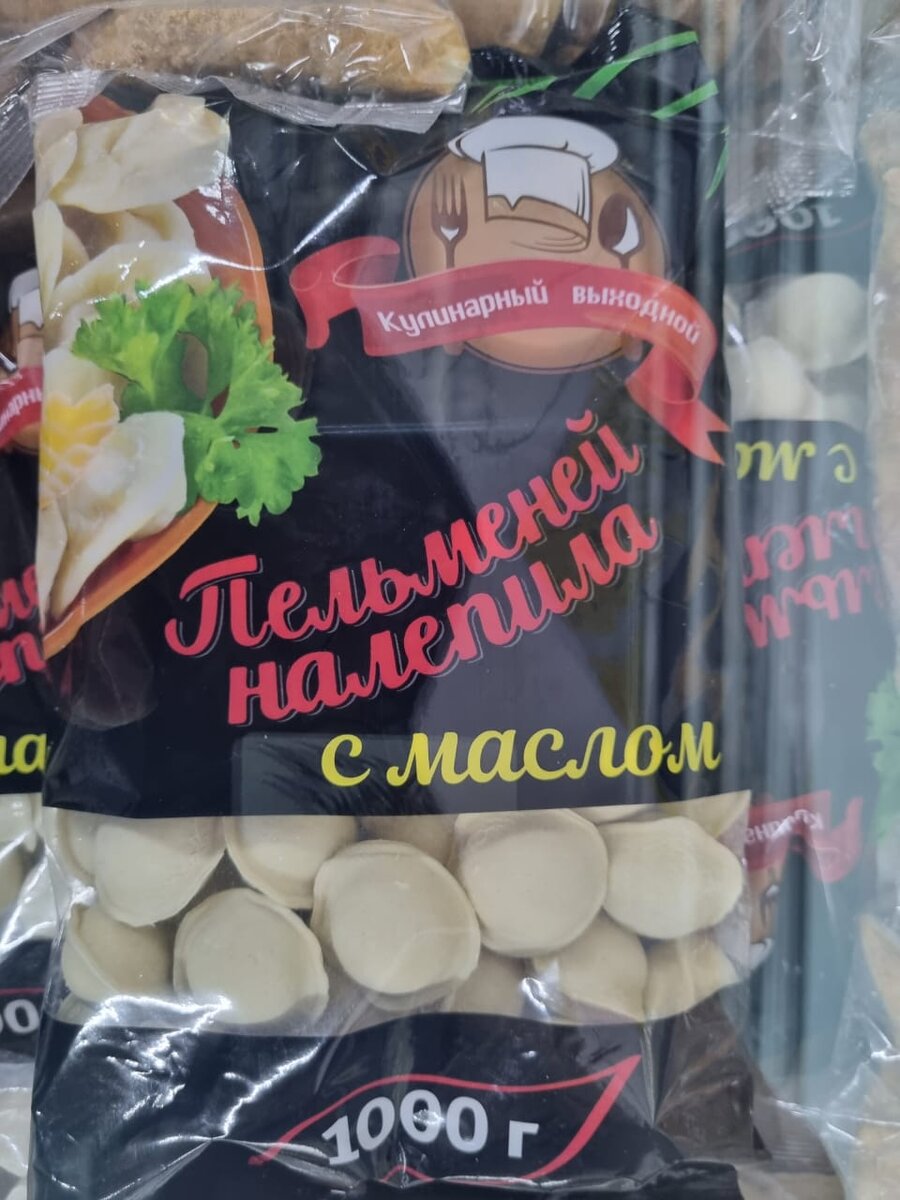 Кулинарный выходной
Пельменей
налепила
с маслом
1000 г